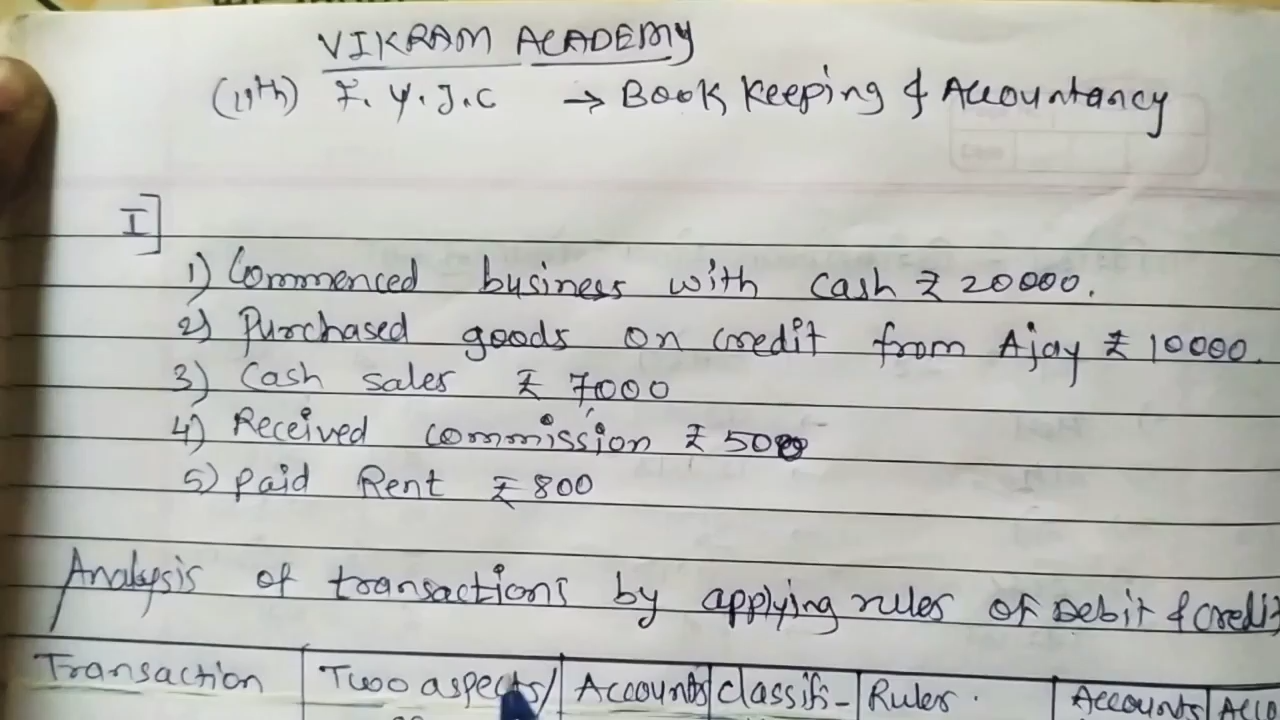 VIKRAM ACADEMY
(11th) F.Y.J.C → Book Keeping & Accountancy
I]
1) Commenced business with cash ₹ 20000.
2) Purchased goods on credit from Ajay ₹ 10000.
3) Cash sales ₹ 7000
4) Received commission ₹ 500
5) Paid Rent ₹ 800
Analysis of transactions by applying rules of Debit & Credit
Transaction Two aspects/ Accounts classifi- Rules. Accounts